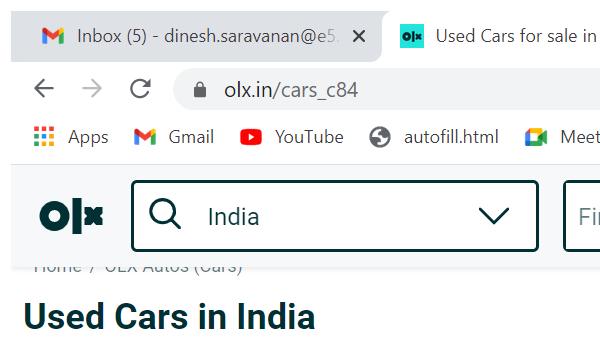 Inbox (5) - dinesh.saravanan@e5.
Used Cars for sale in
olx.in/cars_c84
Apps Gmail YouTube autofill.html Meet
olx India Fi
Home / OLX Autos (Cars)
Used Cars in India